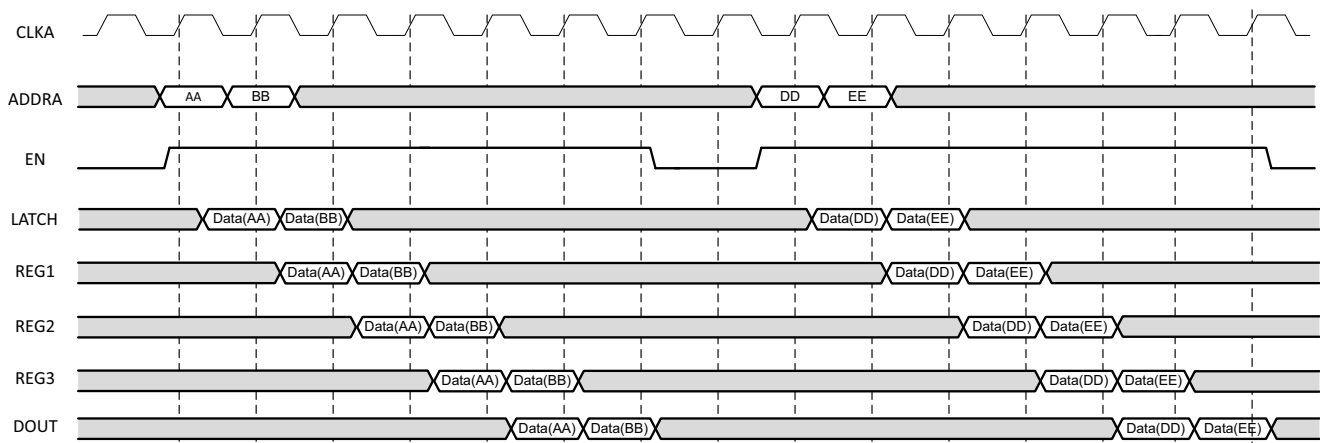 CLKA
ADDRA AA BB DD EE
EN
LATCH Data(AA) Data(BB) Data(DD) Data(EE)
REG1 Data(AA) Data(BB) Data(DD) Data(EE)
REG2 Data(AA) Data(BB) Data(DD) Data(EE)
REG3 Data(AA) Data(BB) Data(DD) Data(EE)
DOUT Data(AA) Data(BB) Data(DD) Data(EE)